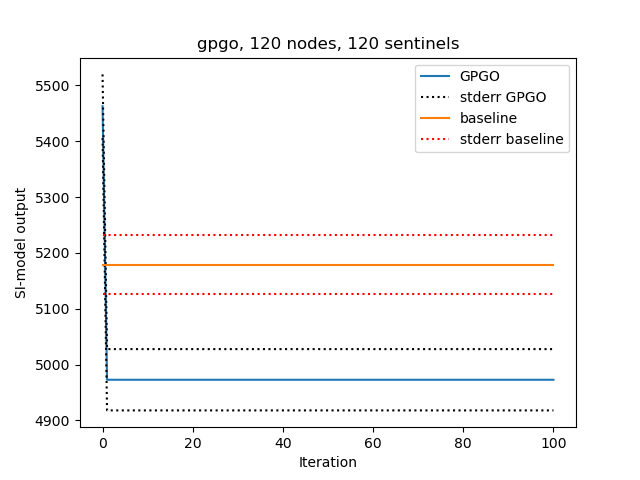 gpgo, 120 nodes, 120 sentinels
GPGO
stderr GPGO
baseline
stderr baseline
5500
5400
5300
5200
5100
5000
4900
SI-model output
0 20 40 60 80 100
Iteration